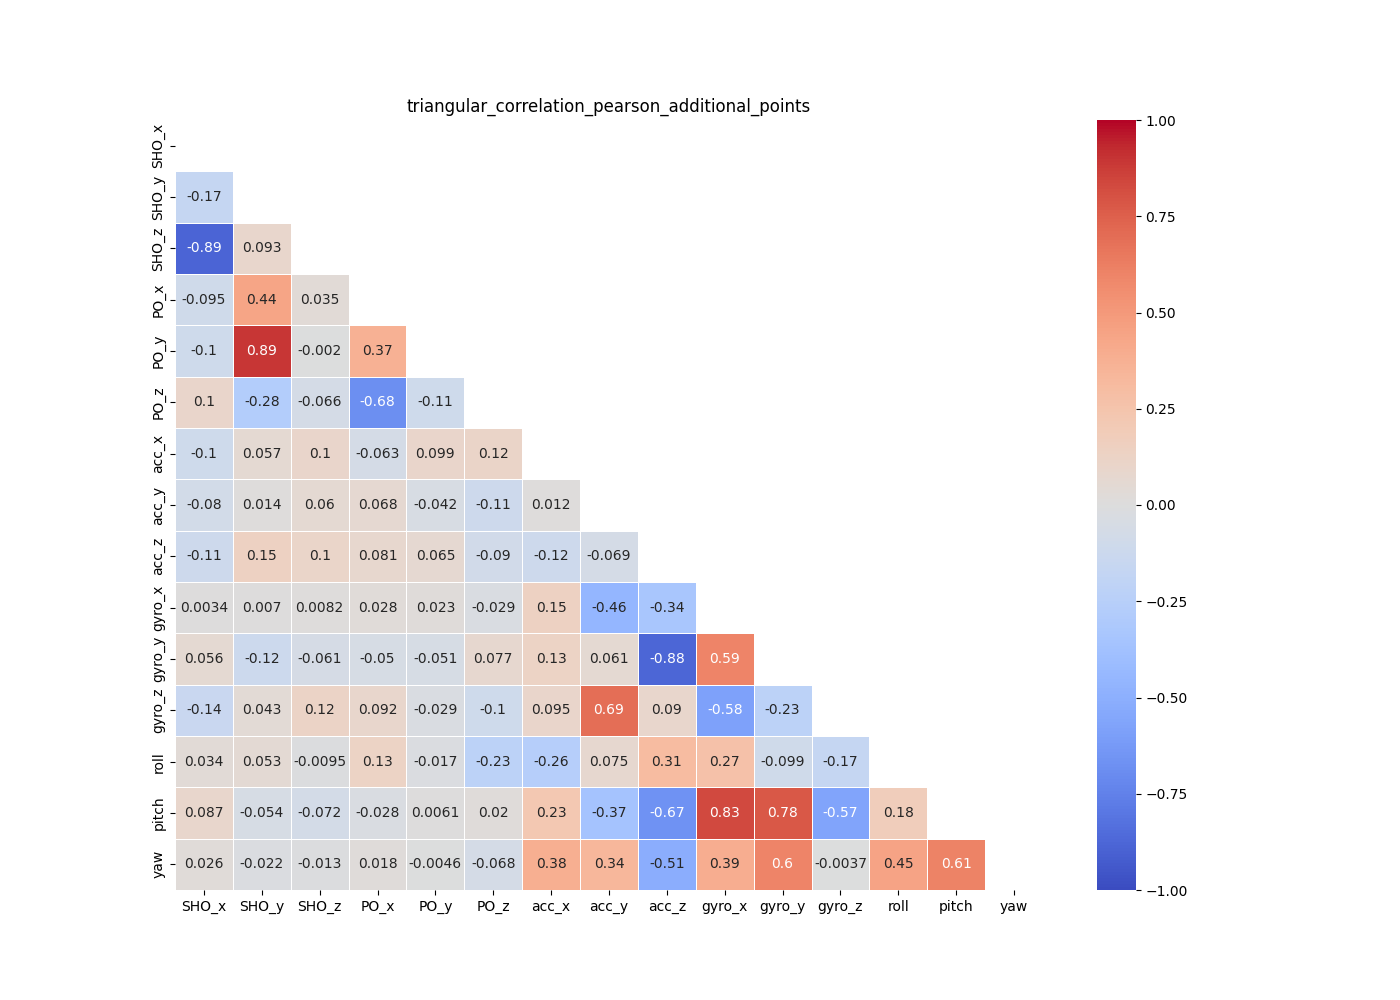 triangular_correlation_pearson_additional_points
SHO_x
SHO_y -0.17
SHO_z -0.89 0.093
PO_x -0.095 0.44 0.035
PO_y -0.1 0.89 -0.002 0.37
PO_z 0.1 -0.28 -0.066 -0.68 -0.11
acc_x -0.1 0.057 0.1 -0.063 0.099 0.12
acc_y -0.08 0.014 0.06 0.068 -0.042 -0.11 0.012
acc_z -0.11 0.15 0.1 0.081 0.065 -0.09 -0.12 -0.069
gyro_x 0.0034 0.007 0.0082 0.028 0.023 -0.029 0.15 -0.46 -0.34
gyro_y 0.056 -0.12 -0.061 -0.05 -0.051 0.077 0.13 0.061 -0.88 0.59
gyro_z -0.14 0.043 0.12 0.092 -0.029 -0.1 0.095 0.69 0.09 -0.58 -0.23
roll 0.034 0.053 -0.0095 0.13 -0.017 -0.23 -0.26 0.075 0.31 0.27 -0.099 -0.17
pitch 0.087 -0.054 -0.072 -0.028 0.0061 0.02 0.23 -0.37 -0.67 0.83 0.78 -0.57 0.18
yaw 0.026 -0.022 -0.013 0.018 -0.0046 -0.068 0.38 0.34 -0.51 0.39 0.6 -0.0037 0.45 0.61
SHO_x SHO_y SHO_z PO_x PO_y PO_z acc_x acc_y acc_z gyro_x gyro_y gyro_z roll pitch yaw
1.00
0.75
0.50
0.25
0.00
−0.25
−0.50
−0.75
−1.00